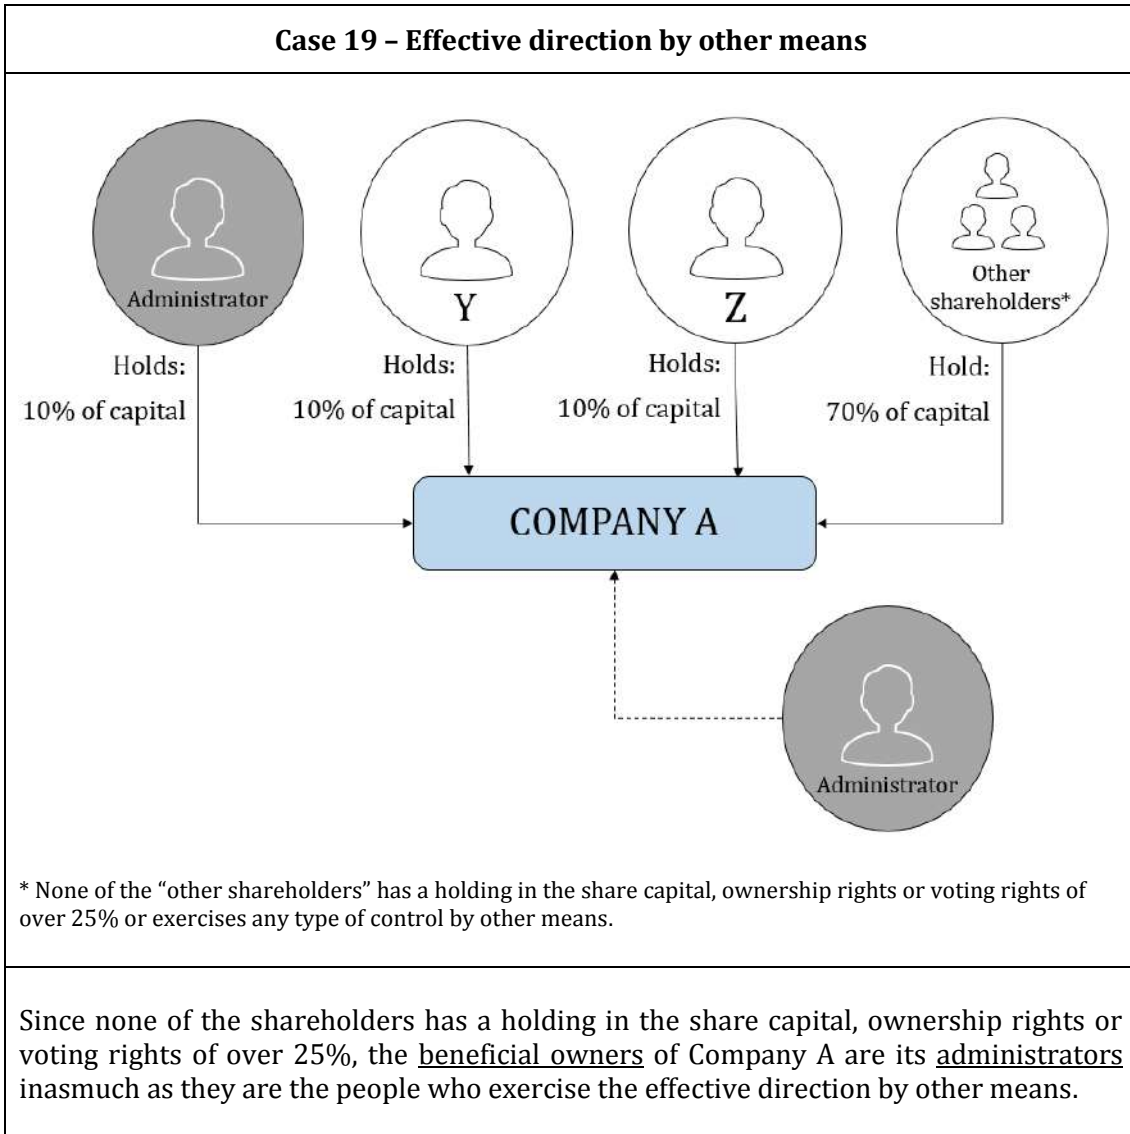 Case 19 – Effective direction by other means
Administrator
Y
Z
Other
shareholders*
Holds:
10% of capital
Holds:
10% of capital
Holds:
10% of capital
Hold:
70% of capital
COMPANY A
Administrator
* None of the “other shareholders” has a holding in the share capital, ownership rights or voting rights of
over 25% or exercises any type of control by other means.
Since none of the shareholders has a holding in the share capital, ownership rights or
voting rights of over 25%, the beneficial owners of Company A are its administrators
inasmuch as they are the people who exercise the effective direction by other means.